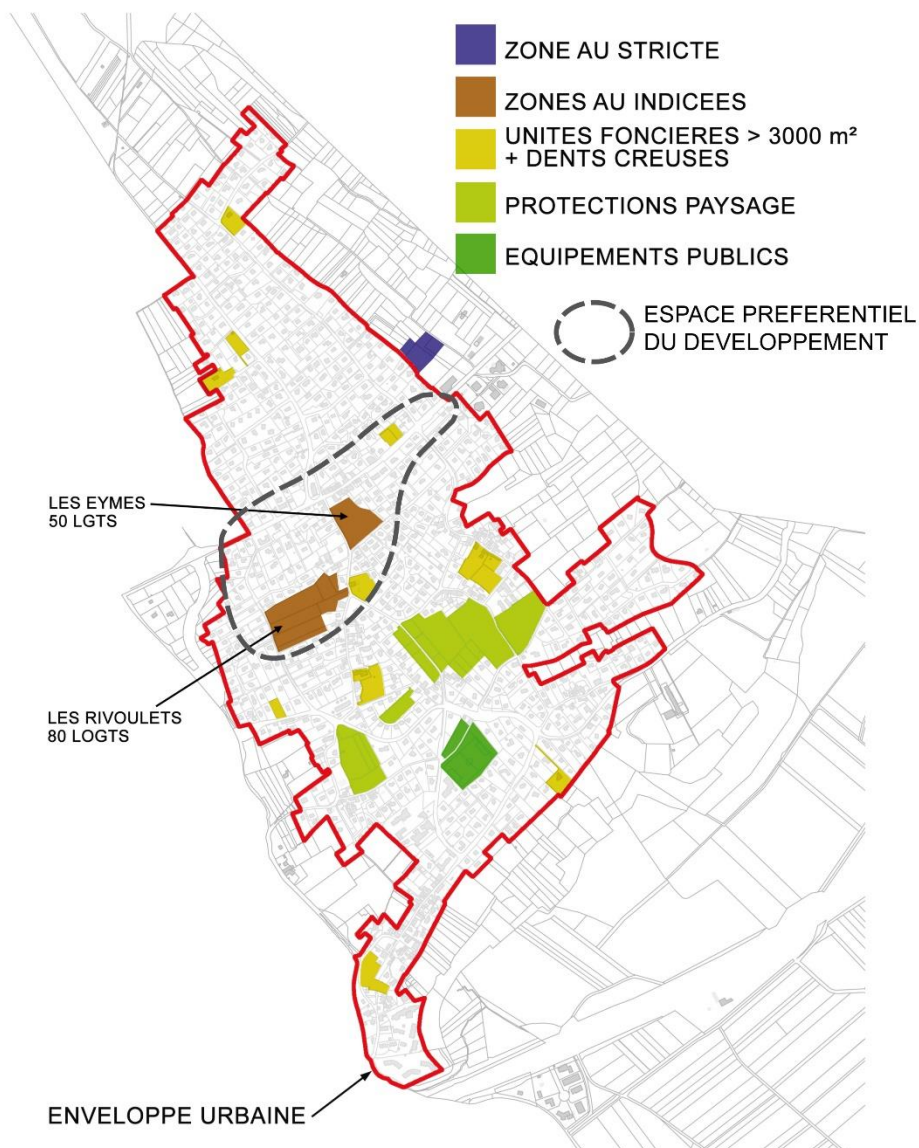 ZONE AU STRICTE
ZONES AU INDICEES
UNITES FONCIERES > 3000 m²
+ DENTS CREUSES
PROTECTIONS PAYSAGE
EQUIPEMENTS PUBLICS
ESPACE PREFERENTIEL
DU DEVELOPPEMENT
LES EYMES
50 LGTS
LES RIVOULETS
80 LOGTS
ENVELOPPE URBAINE